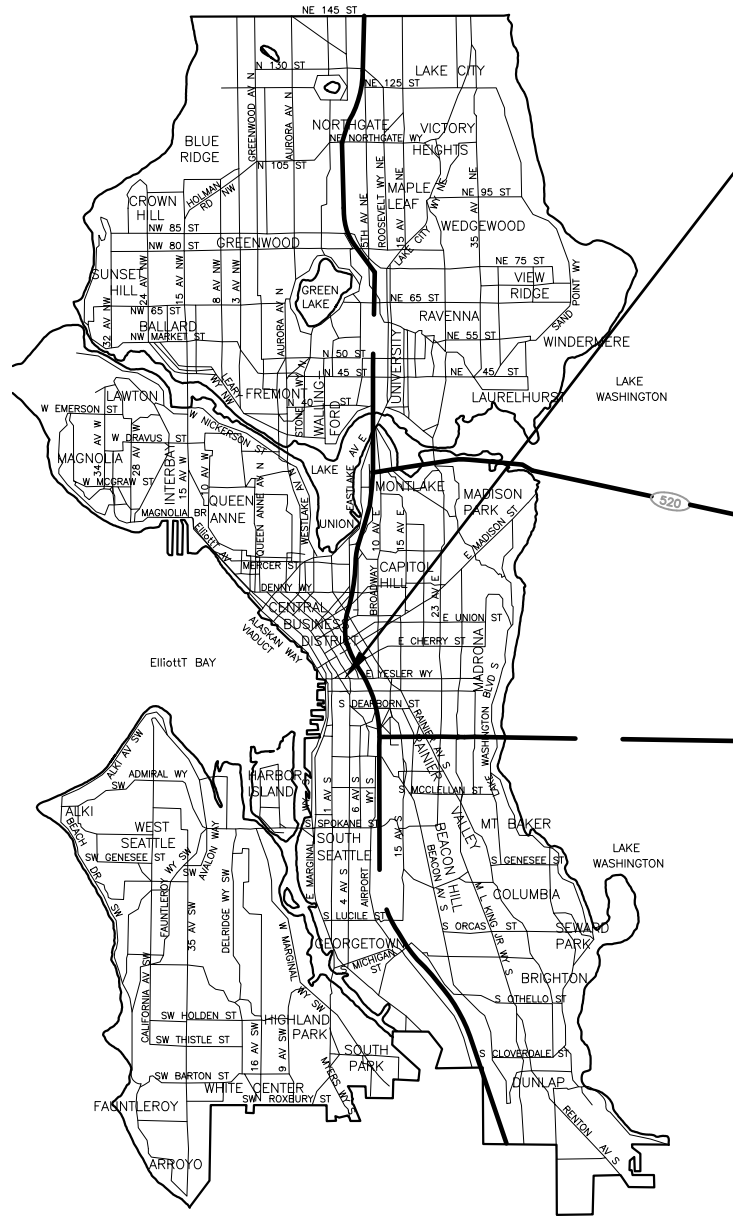 NE 145 ST
N 130 ST
LAKE CITY
NE 125 ST
GREENWOOD AV N
AURORA AV N
NORTHGATE
VICTORY
HEIGHTS
NE NORTHGATE WY
BLUE
RIDGE
N 105 ST
ROOSEVELT WY NE
15 AV NE
MAPLE
LEAF
NE 95 ST
35 AV NE
CROWN
HILL
HOLMAN
RD NW
5TH AV NE
LAKE CITY WY NE
WEDGEWOOD
NW 85 ST
NW 80 ST
GREENWOOD
SUNSET
HILL
24 AV NW
15 AV NW
8 AV NW
3 AV NW
NE 75 ST
VIEW
RIDGE
SAND POINT WY
GREEN
LAKE
32 AV NW
NW 65 ST
AURORA AV N
NE 65 ST
RAVENNA
BALLARD
NW MARKET ST
NE 55 ST
WINDERMERE
N 50 ST
N 45 ST
NE 45 ST
UNIVERSITY
LEARY
WY NW
FREMONT
STONE WY N
N 40 ST
WALLING-
FORD
LAURELHURST
LAKE
WASHINGTON
LAWTON
W EMERSON ST
W NICKERSON ST
W DRAVUS ST
MAGNOLIA
34 AV W
28 AV W
INTERBAY
15 AV W
10 AV W
W MCGRAW ST
MAGNOLIA BR
QUEEN
ANNE
QUEEN ANNE AV N
WESTLAKE AV N
LAKE
UNION
EASTLAKE AV E
MONTLAKE
MADISON
PARK
520
10 AV E
15 AV E
E MADISON ST
ElliottT AV
MERCER ST
DENNY WY
CAPITOL
HILL
BROADWAY
23 AV E
CENTRAL
BUSINESS
DISTRICT
ALASKAN WAY
VIADUCT
E UNION ST
E CHERRY ST
MADRONA
E YESLER WY
ElliottT BAY
S DEARBORN ST
LAKE WASHINGTON BLVD S
RAINIER AV S
RAINIER
VALLEY
ALKI AV SW
SW ADMIRAL WY
HARBOR
ISLAND
1 AV S
6 AV S
S MCCLELLAN ST
ALKI
WEST
SEATTLE
AVALON WAY
SW
S SPOKANE ST
SOUTH
SEATTLE
15 AV S
BEACON HILL
BEACON AV S
MT BAKER
LAKE
WASHINGTON
BEACH DR SW
SW GENESEE ST
S GENESEE ST
FAUNTLEROY WY SW
35 AV SW
DELRIDGE WY SW
E MARGINAL WY S
4 AV S
AIRPORT WY S
COLUMBIA
M L KING JR WY S
S LUCILE ST
S ORCAS ST
SEWARD
PARK
GEORGETOWN
S MICHIGAN
ST
CALIFORNIA AV SW
W MARGINAL WY SW
BRIGHTON
S OTHELLO ST
SW HOLDEN ST
HIGHLAND
PARK
SW THISTLE ST
16 AV SW
9 AV SW
SOUTH
PARK
S CLOVERDALE ST
SW BARTON ST
WHITE CENTER
SW ROXBURY ST
MYERS WY S
DUNLAP
FAUNTLEROY
RENTON AV S
ARROYO